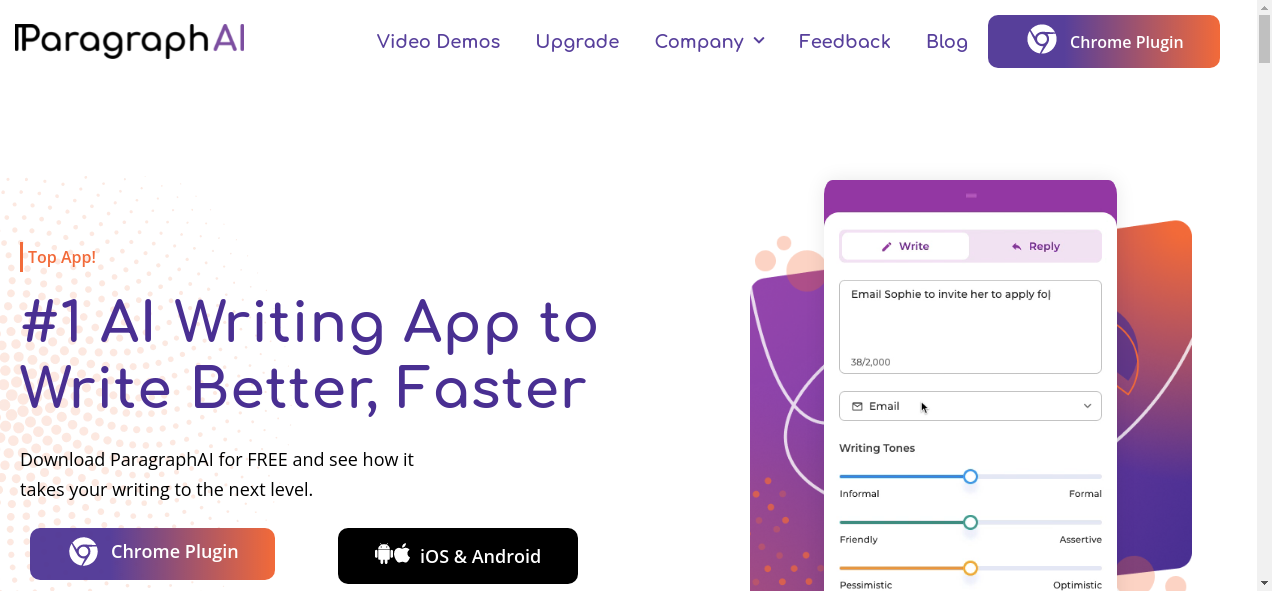 ParagraphAI
Video Demos
Upgrade
Company
Feedback
Blog
Chrome Plugin
Top App!
#1 AI Writing App to
Write Better, Faster
Download ParagraphAI for FREE and see how it
takes your writing to the next level.
Chrome Plugin
iOS & Android
Write
Reply
Email Sophie to invite her to apply fo
38/2,000
Email
Writing Tones
Informal
Formal
Friendly
Assertive
Pessimistic
Optimistic